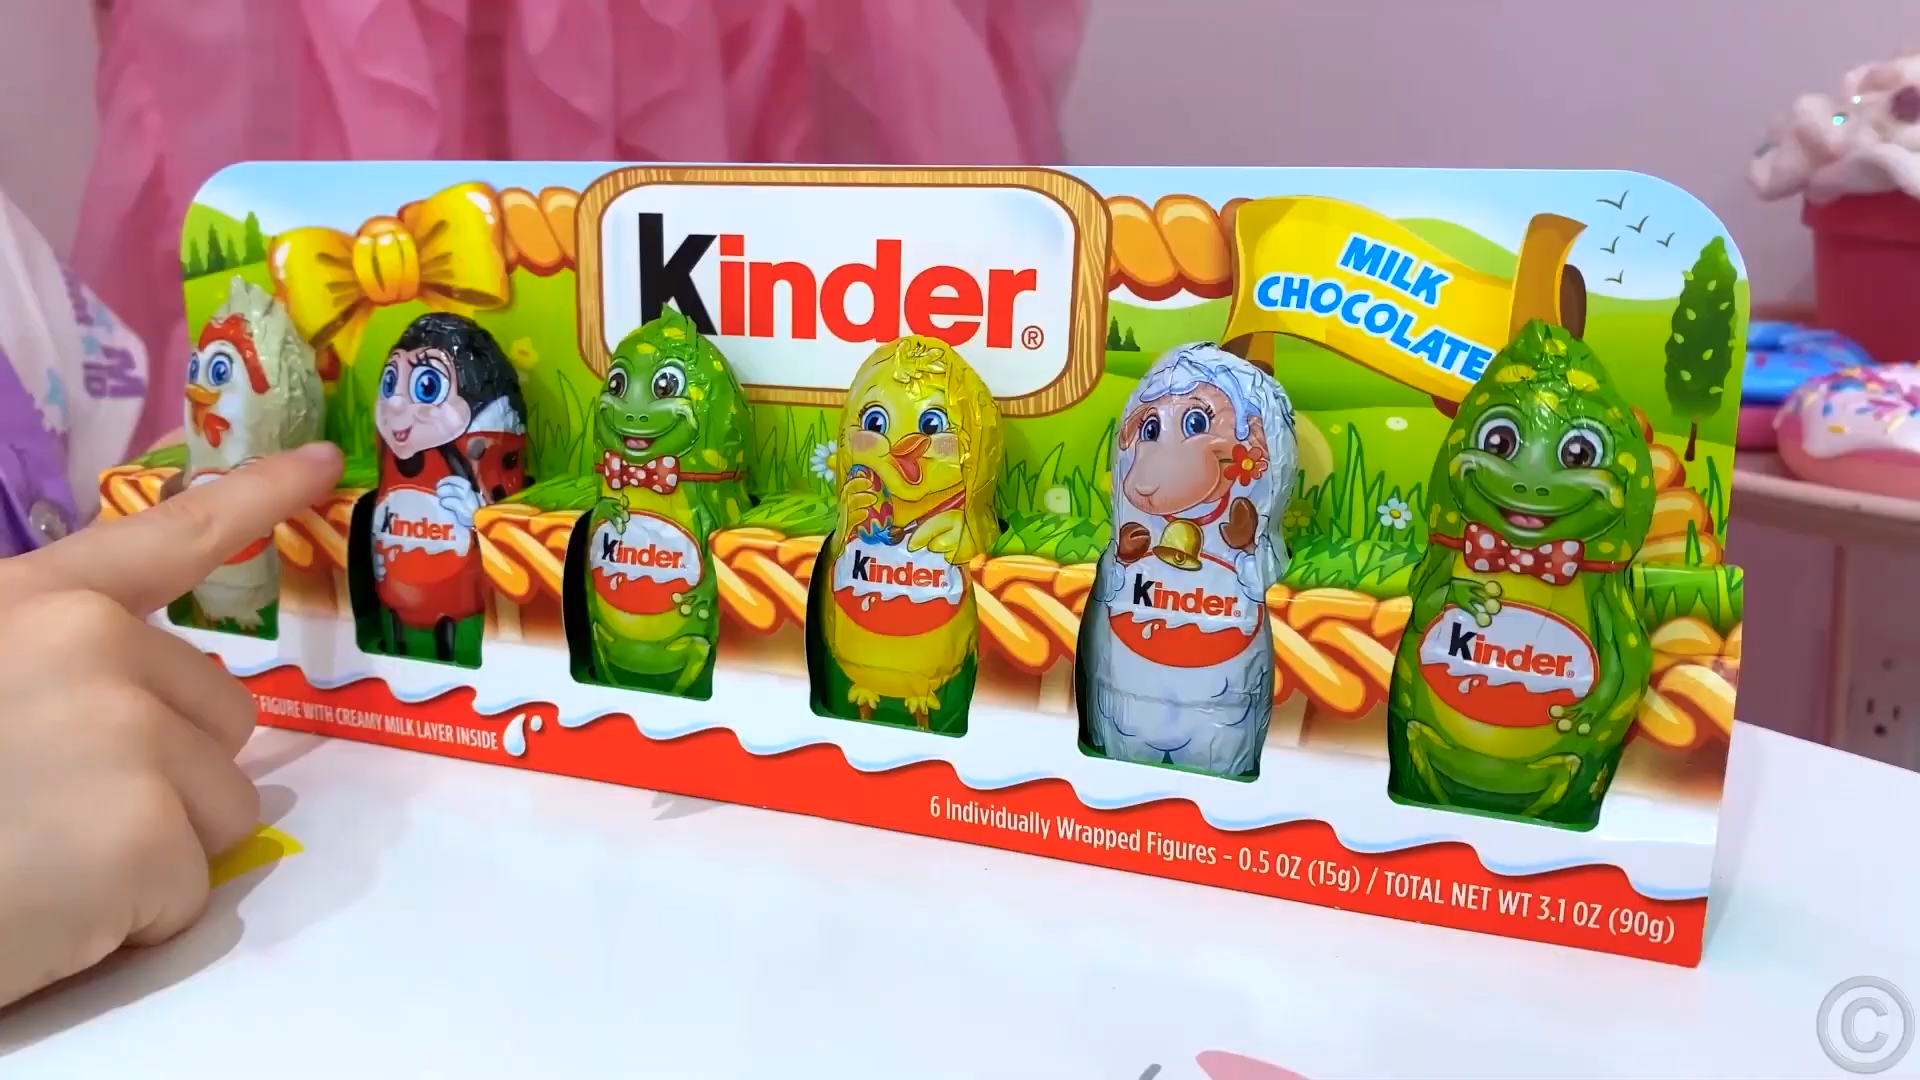 Kinder®
MILK
CHOCOLATE
kinder
kinder
kinder
kinder
kinder
FIGURE WITH CREAMY MILK LAYER INSIDE
6 Individually Wrapped Figures - 0.5 OZ (15g) / TOTAL NET WT 3.1 OZ (90g)
©